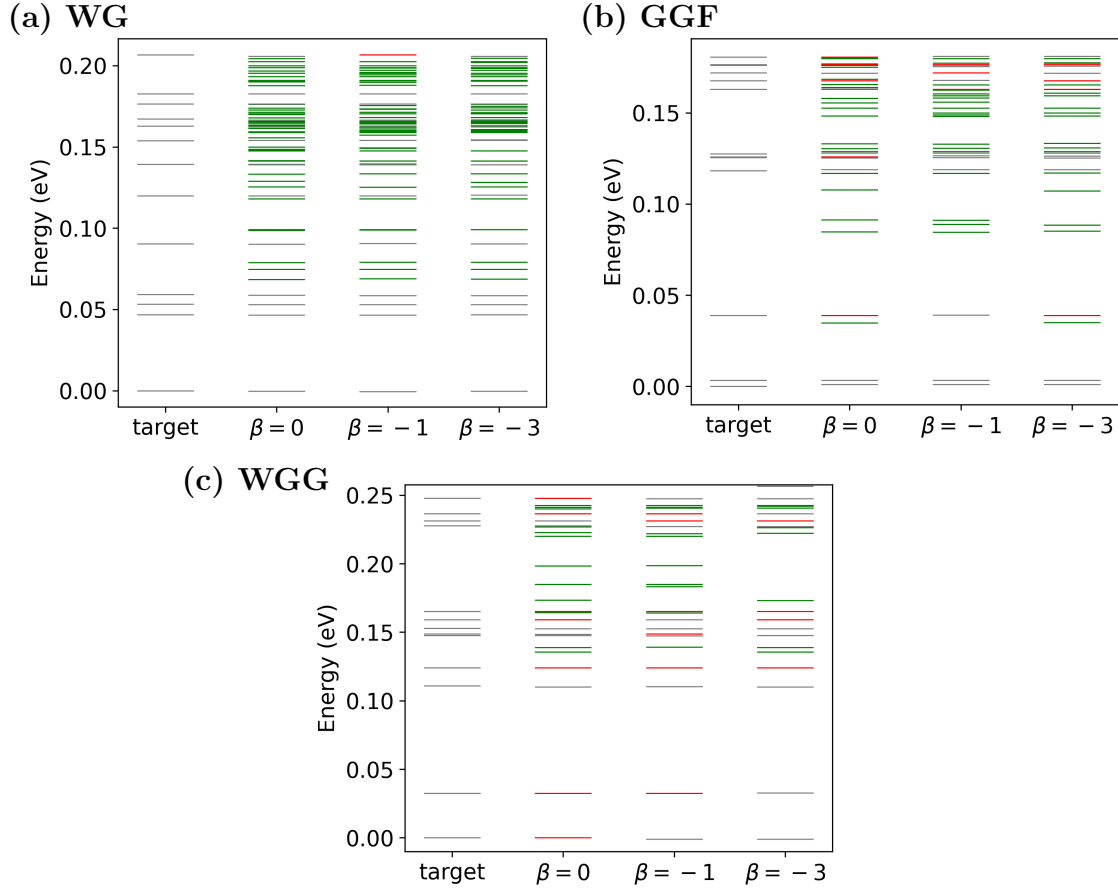 (a) WG
Energy (eV)
0.20
0.15
0.10
0.05
0.00
target β = 0 β = −1 β = −3
(b) GGF
Energy (eV)
0.15
0.10
0.05
0.00
target β = 0 β = −1 β = −3
(c) WGG
Energy (eV)
0.25
0.20
0.15
0.10
0.05
0.00
target β = 0 β = −1 β = −3